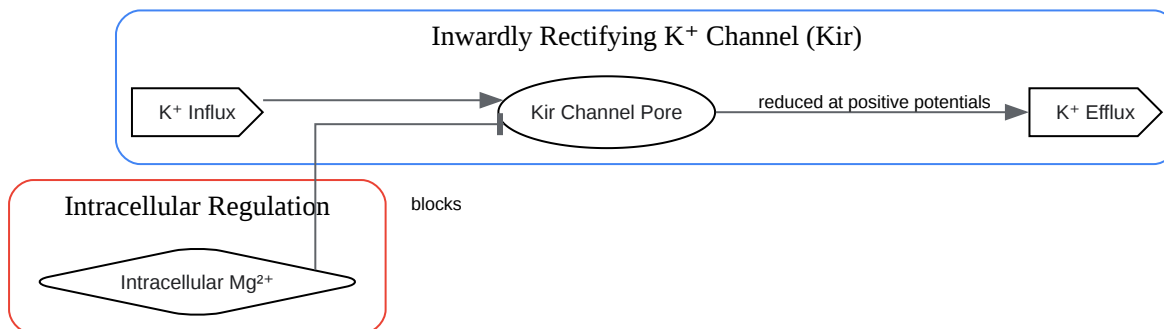 Inwardly Rectifying K⁺ Channel (Kir)
K⁺ Influx
Kir Channel Pore
reduced at positive potentials
K⁺ Efflux
Intracellular Regulation
blocks
Intracellular Mg²⁺